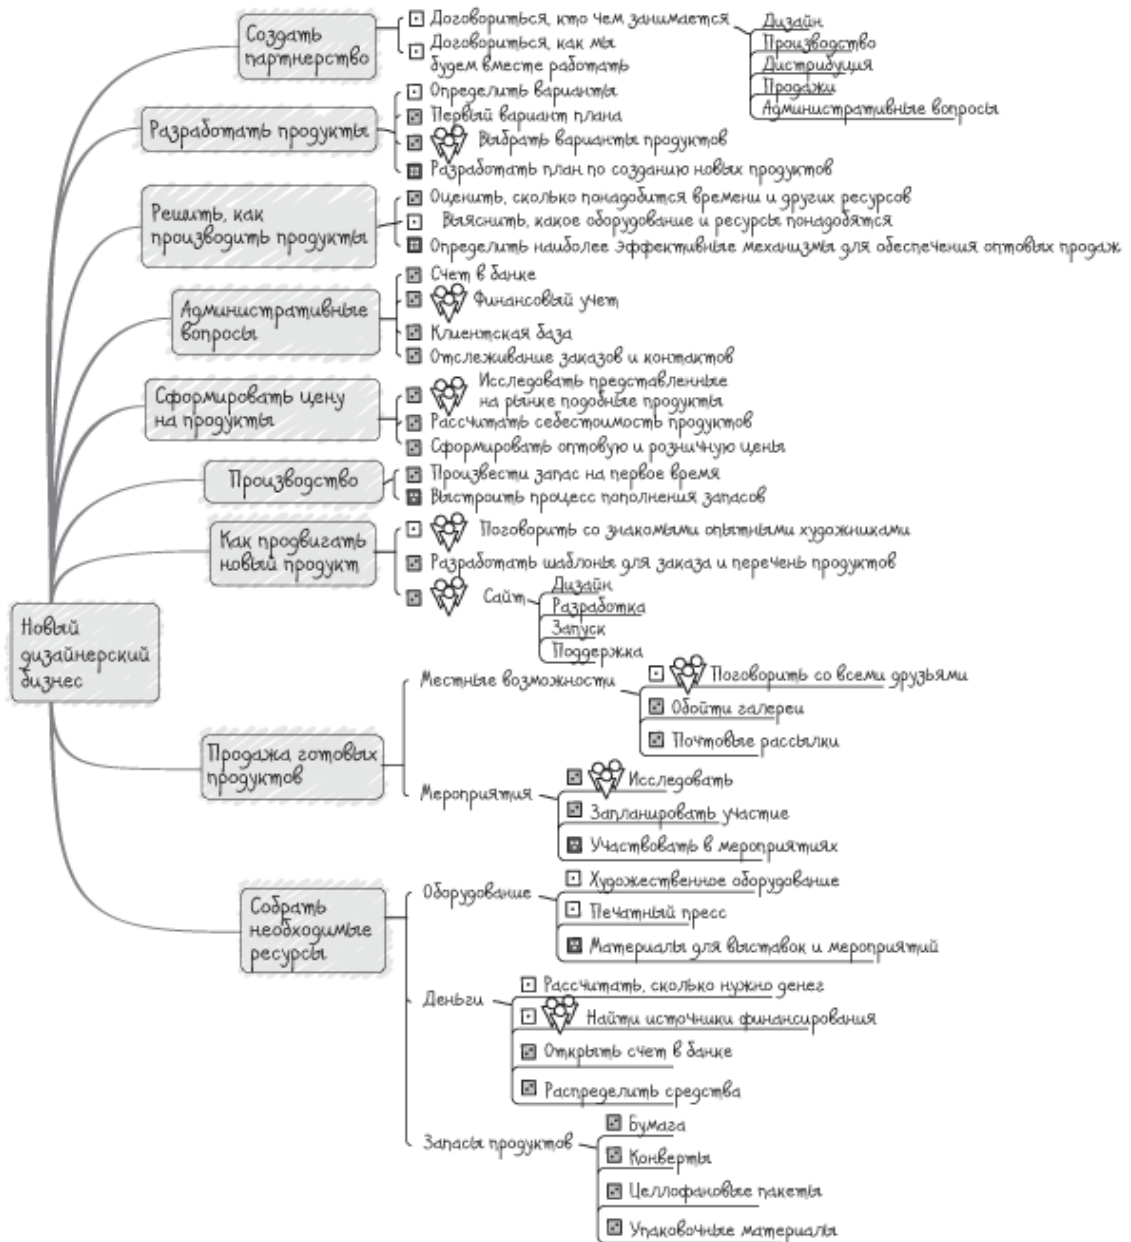 Создать
партнерство
Договориться, кто чем занимается
Дизайн
Производство
Дистрибуция
Продажи
Административные вопросы
Договориться, как мы
будем вместе работать
Разработать продукты
Определить варианты
Первый вариант плана
Выбрать варианты продуктов
Разработать план по созданию новых продуктов
Решить, как
производить продукты
Оценить, сколько понадобится времени и других ресурсов
Выяснить, какое оборудование и ресурсы понадобятся
Определить наиболее эффективные механизмы для обеспечения оптовых продаж
Административные
вопросы
Счет в банке
Финансовый учет
Клиентская база
Отслеживание заказов и контактов
Сформировать цену
на продукты
Исследовать представленные
на рынке подобные продукты
Рассчитать себестоимость продуктов
Сформировать оптовую и розничную цены
Производство
Произвести запас на первое время
Выстроить процесс пополнения запасов
Как продвигать
новый продукт
Поговорить со знакомыми опытными художниками
Разработать шаблоны для заказа и перечень продуктов
Сайт
Дизайн
Разработка
Запуск
Поддержка
Новый
дизайнерский
бизнес
Продажа готовых
продуктов
Местные возможности
Поговорить со всеми друзьями
Обойти галереи
Почтовые рассылки
Мероприятия
Исследовать
Запланировать участие
Участвовать в мероприятиях
Собрать
необходимые
ресурсы
Оборудование
Художественное оборудование
Печатный пресс
Материалы для выставок и мероприятий
Деньги
Рассчитать, сколько нужно денег
Найти источники финансирования
Открыть счет в банке
Распределить средства
Запасы продуктов
Бумага
Конверты
Целлофановые пакеты
Упаковочные материалы